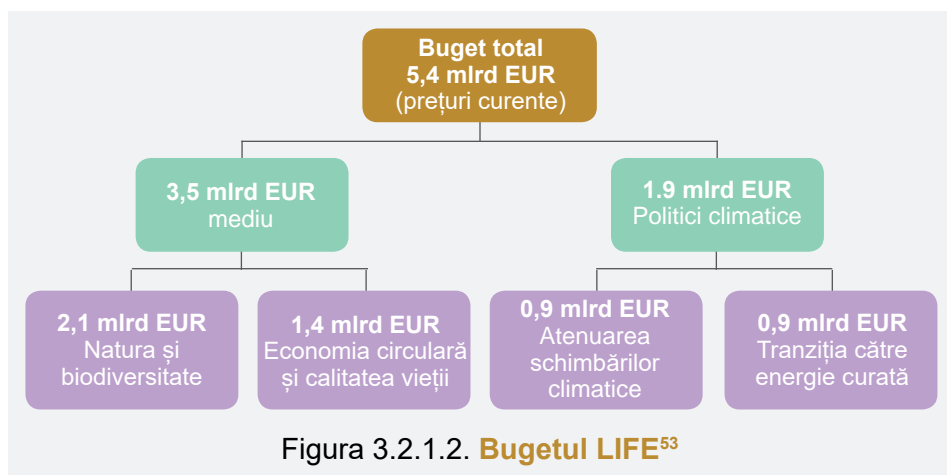 Buget total
5,4 mlrd EUR
(prețuri curente)
3,5 mlrd EUR
mediu
1.9 mlrd EUR
Politici climatice
2,1 mlrd EUR
Natura și
biodiversitate
1,4 mlrd EUR
Economia circulară
și calitatea vieții
0,9 mlrd EUR
Atenuarea
schimbărilor
climatice
0,9 mlrd EUR
Tranziția către
energie curată
Figura 3.2.1.2. Bugetul LIFE⁵³